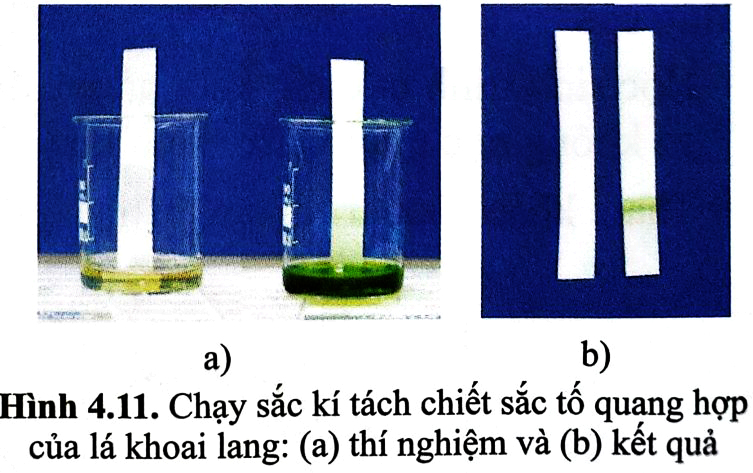 a)
b)
Hình 4.11. Chạy sắc kí tách chiết sắc tố quang hợp
của lá khoai lang: (a) thí nghiệm và (b) kết quả